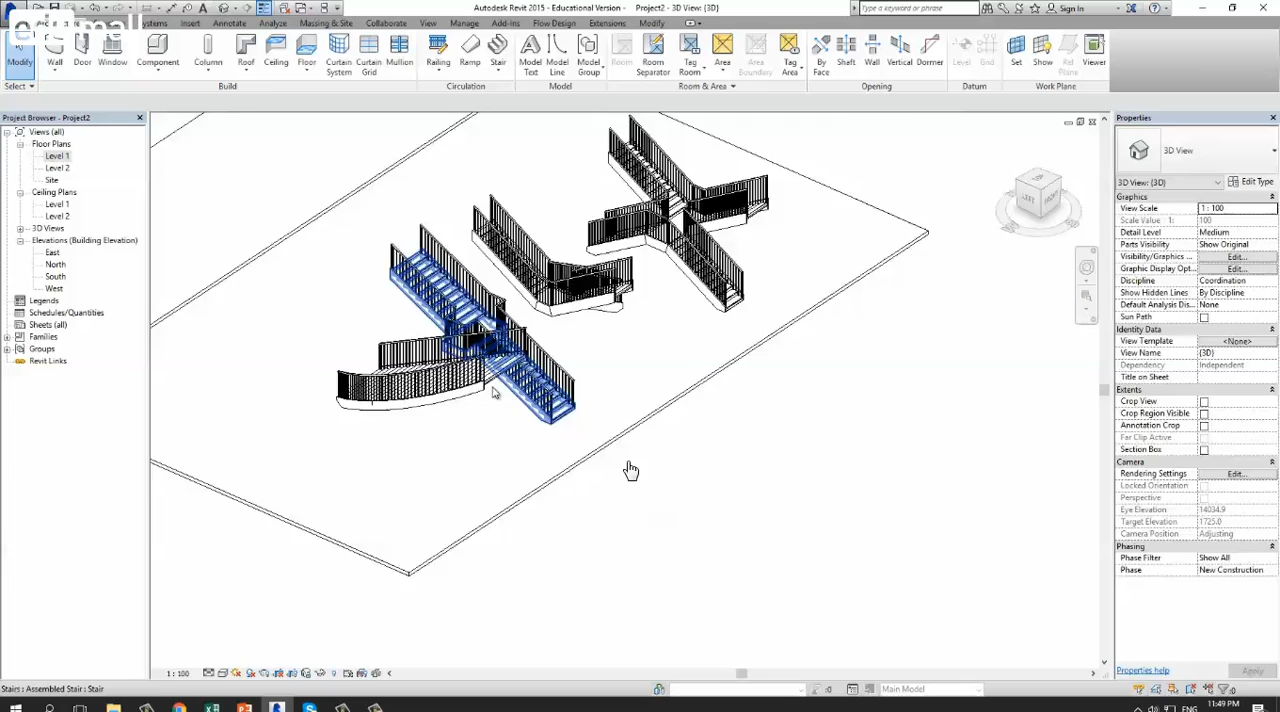 Autodesk Revit 2015 - Educational Version - Project2 - 3D View: {3D}
Type a keyword or phrase
Sign In
Systems Insert Annotate Analyze Massing & Site Collaborate View Manage Add-Ins Flow Design Extensions Modify
Modify Wall Door Window Component Column Roof Ceiling Floor Curtain System Curtain Grid Mullion Railing Ramp Stair Model Text Model Line Model Group Room Room Separator Tag Room Area Area Boundary Tag Area By Face Shaft Wall Vertical Dormer Level Grid Set Show Ref Plane Viewer
Select Build Circulation Model Room & Area Opening Datum Work Plane
Project Browser - Project2
Views (all)
Floor Plans
Level 1
Level 2
Site
Ceiling Plans
Level 1
Level 2
3D Views
Elevations (Building Elevation)
East
North
South
West
Legends
Schedules/Quantities
Sheets (all)
Families
Groups
Revit Links
LEFT FRONT
Properties
3D View
3D View: {3D} Edit Type
Graphics
View Scale 1 : 100
Scale Value 1: 100
Detail Level Medium
Parts Visibility Show Original
Visibility/Graphics ... Edit...
Graphic Display Opt... Edit...
Discipline Coordination
Show Hidden Lines By Discipline
Default Analysis Dis... None
Sun Path
Identity Data
View Template <None>
View Name {3D}
Dependency Independent
Title on Sheet
Extents
Crop View
Crop Region Visible
Annotation Crop
Far Clip Active
Section Box
Camera
Rendering Settings Edit...
Locked Orientation
Perspective
Eye Elevation 14034.9
Target Elevation 1725.0
Camera Position Adjusting
Phasing
Phase Filter Show All
Phase New Construction
Properties help Apply
1 : 100
Stairs : Assembled Stair : Stair
:0 Main Model :0
ENG 11:49 PM